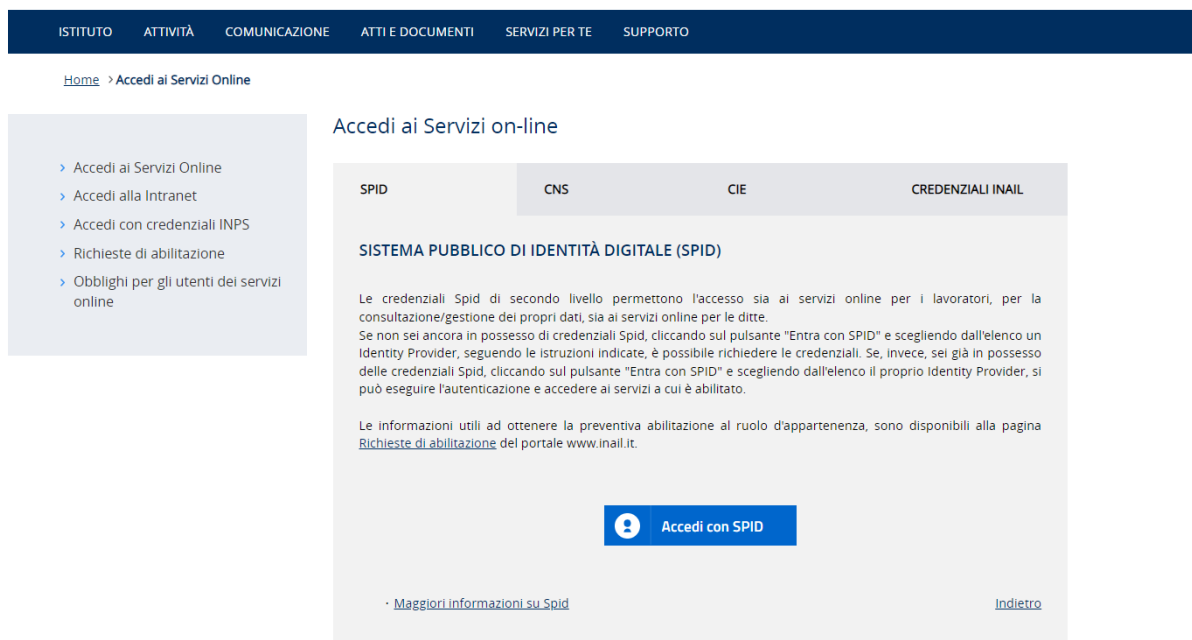 ISTITUTO ATTIVITÀ COMUNICAZIONE ATTI E DOCUMENTI SERVIZI PER TE SUPPORTO
Home > Accedi ai Servizi Online
> Accedi ai Servizi Online
> Accedi alla Intranet
> Accedi con credenziali INPS
> Richieste di abilitazione
> Obblighi per gli utenti dei servizi
online
Accedi ai Servizi on-line
SPID CNS CIE CREDENZIALI INAIL
SISTEMA PUBBLICO DI IDENTITÀ DIGITALE (SPID)
Le credenziali Spid di secondo livello permettono l'accesso sia ai servizi online per i lavoratori, per la
consultazione/gestione dei propri dati, sia ai servizi online per le ditte.
Se non sei ancora in possesso di credenziali Spid, cliccando sul pulsante "Entra con SPID" e scegliendo dall'elenco un
Identity Provider, seguendo le istruzioni indicate, è possibile richiedere le credenziali. Se, invece, sei già in possesso
delle credenziali Spid, cliccando sul pulsante "Entra con SPID" e scegliendo dall'elenco il proprio Identity Provider, si
può eseguire l'autenticazione e accedere ai servizi a cui è abilitato.
Le informazioni utili ad ottenere la preventiva abilitazione al ruolo d'appartenenza, sono disponibili alla pagina
Richieste di abilitazione del portale www.inail.it.
Accedi con SPID
· Maggiori informazioni su Spid Indietro